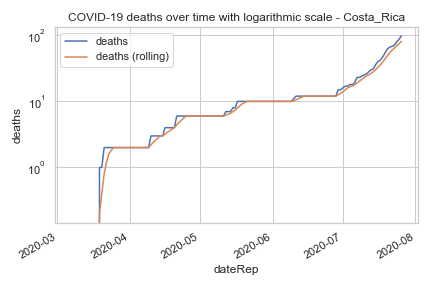 COVID-19 deaths over time with logarithmic scale - Costa_Rica
10²
deaths
deaths (rolling)
10¹
deaths
10⁰
2020-03
2020-04
2020-05
2020-06
2020-07
2020-08
dateRep